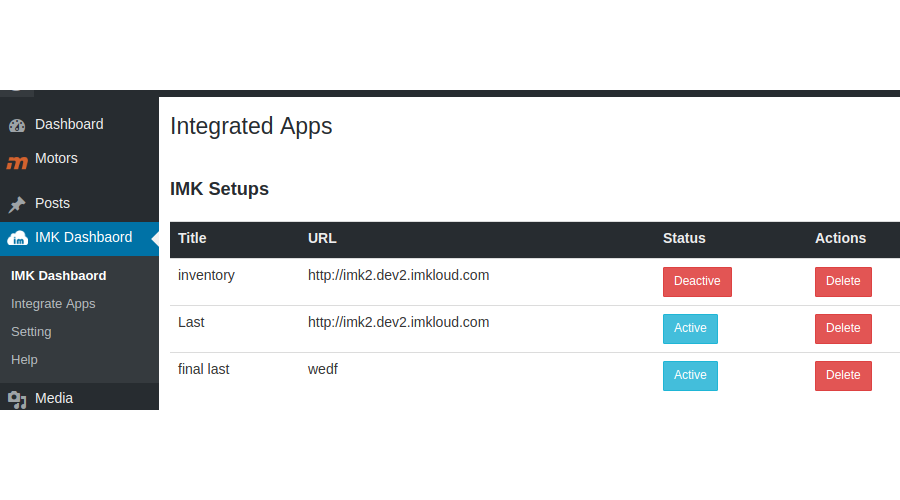 Dashboard
Motors
Posts
IMK Dashbaord
IMK Dashbaord
Integrate Apps
Setting
Help
Media
Integrated Apps
IMK Setups
Title URL Status Actions
inventory http://imk2.dev2.imkloud.com Deactive Delete
Last http://imk2.dev2.imkloud.com Active Delete
final last wedf Active Delete